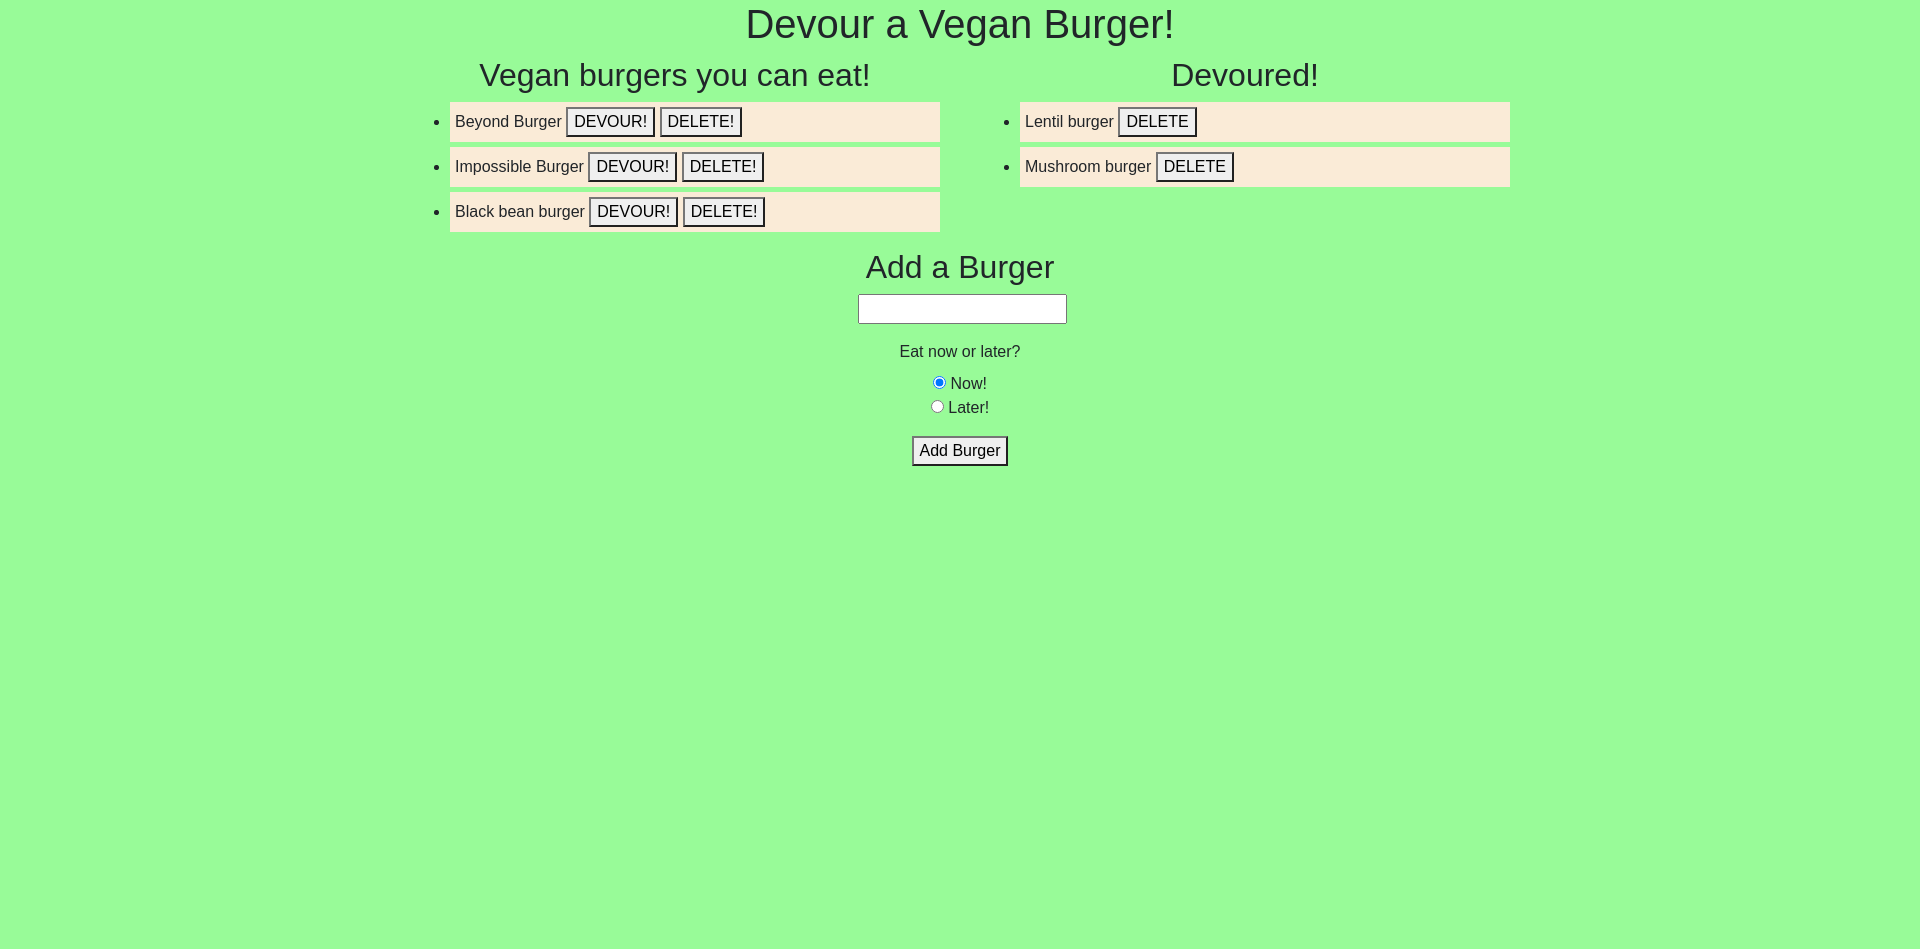 Devour a Vegan Burger!
Vegan burgers you can eat!
Beyond Burger DEVOUR! DELETE!
Impossible Burger DEVOUR! DELETE!
Black bean burger DEVOUR! DELETE!
Devoured!
Lentil burger DELETE
Mushroom burger DELETE
Add a Burger
Eat now or later?
Now!
Later!
Add Burger